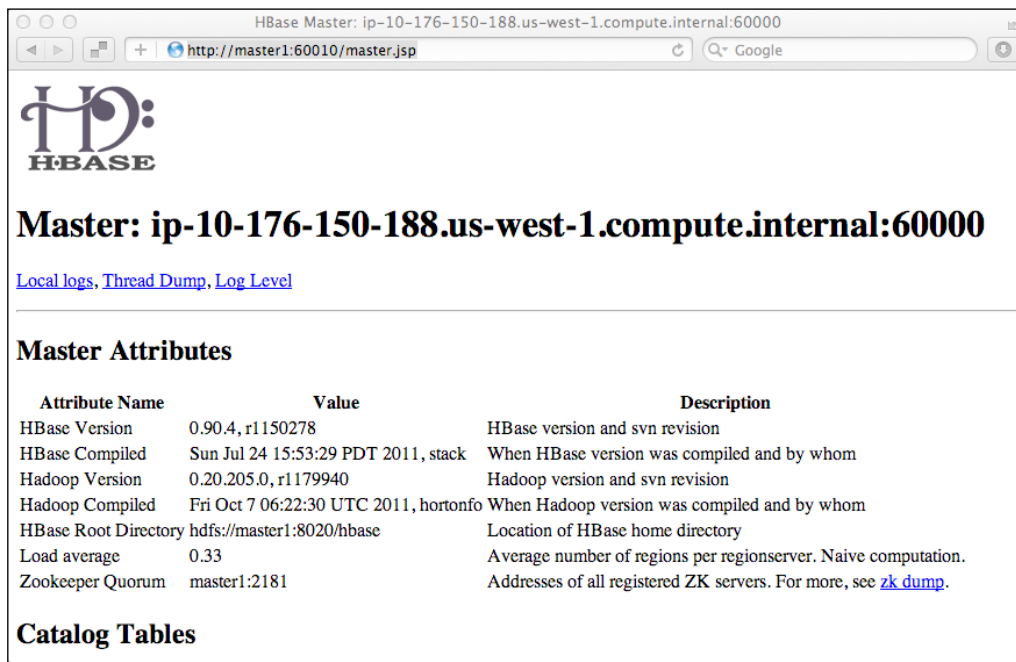 HBase Master: ip-10-176-150-188.us-west-1.compute.internal:60000
http://master1:60010/master.jsp
Google
H·BASE
Master: ip-10-176-150-188.us-west-1.compute.internal:60000
Local logs, Thread Dump, Log Level
Master Attributes
Attribute Name Value Description
HBase Version 0.90.4, r1150278 HBase version and svn revision
HBase Compiled Sun Jul 24 15:53:29 PDT 2011, stack When HBase version was compiled and by whom
Hadoop Version 0.20.205.0, r1179940 Hadoop version and svn revision
Hadoop Compiled Fri Oct 7 06:22:30 UTC 2011, hortonfo When Hadoop version was compiled and by whom
HBase Root Directory hdfs://master1:8020/hbase Location of HBase home directory
Load average 0.33 Average number of regions per regionserver. Naive computation.
Zookeeper Quorum master1:2181 Addresses of all registered ZK servers. For more, see zk dump.
Catalog Tables